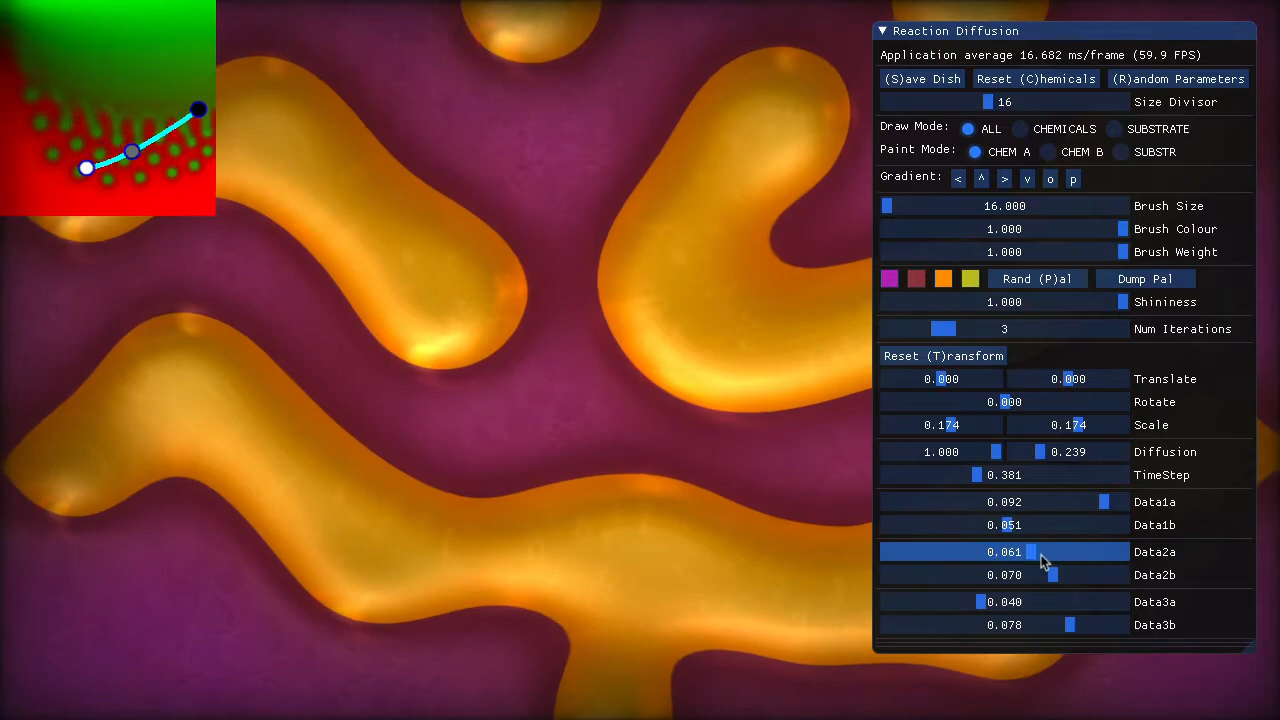 Reaction Diffusion
Application average 16.682 ms/frame (59.9 FPS)
(S)ave Dish Reset (C)hemicals (R)andom Parameters
16 Size Divisor
Draw Mode: ALL CHEMICALS SUBSTRATE
Paint Mode: CHEM A CHEM B SUBSTR
Gradient: < ^ > v o p
16.000 Brush Size
1.000 Brush Colour
1.000 Brush Weight
Rand (P)al Dump Pal
1.000 Shininess
3 Num Iterations
Reset (T)ransform
0.000 0.000 Translate
0.000 Rotate
0.174 0.174 Scale
1.000 0.239 Diffusion
0.381 TimeStep
0.092 Data1a
0.051 Data1b
0.061 Data2a
0.070 Data2b
0.040 Data3a
0.078 Data3b